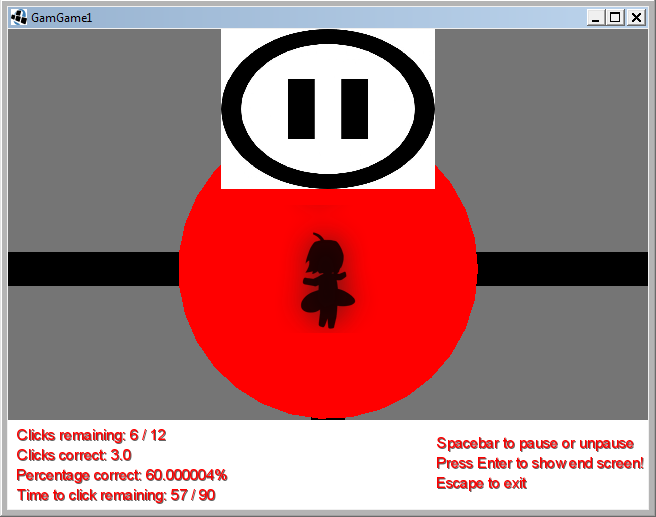 GamGame1
Clicks remaining: 6 / 12
Clicks correct: 3.0
Percentage correct: 60.000004%
Time to click remaining: 57 / 90
Spacebar to pause or unpause
Press Enter to show end screen!
Escape to exit